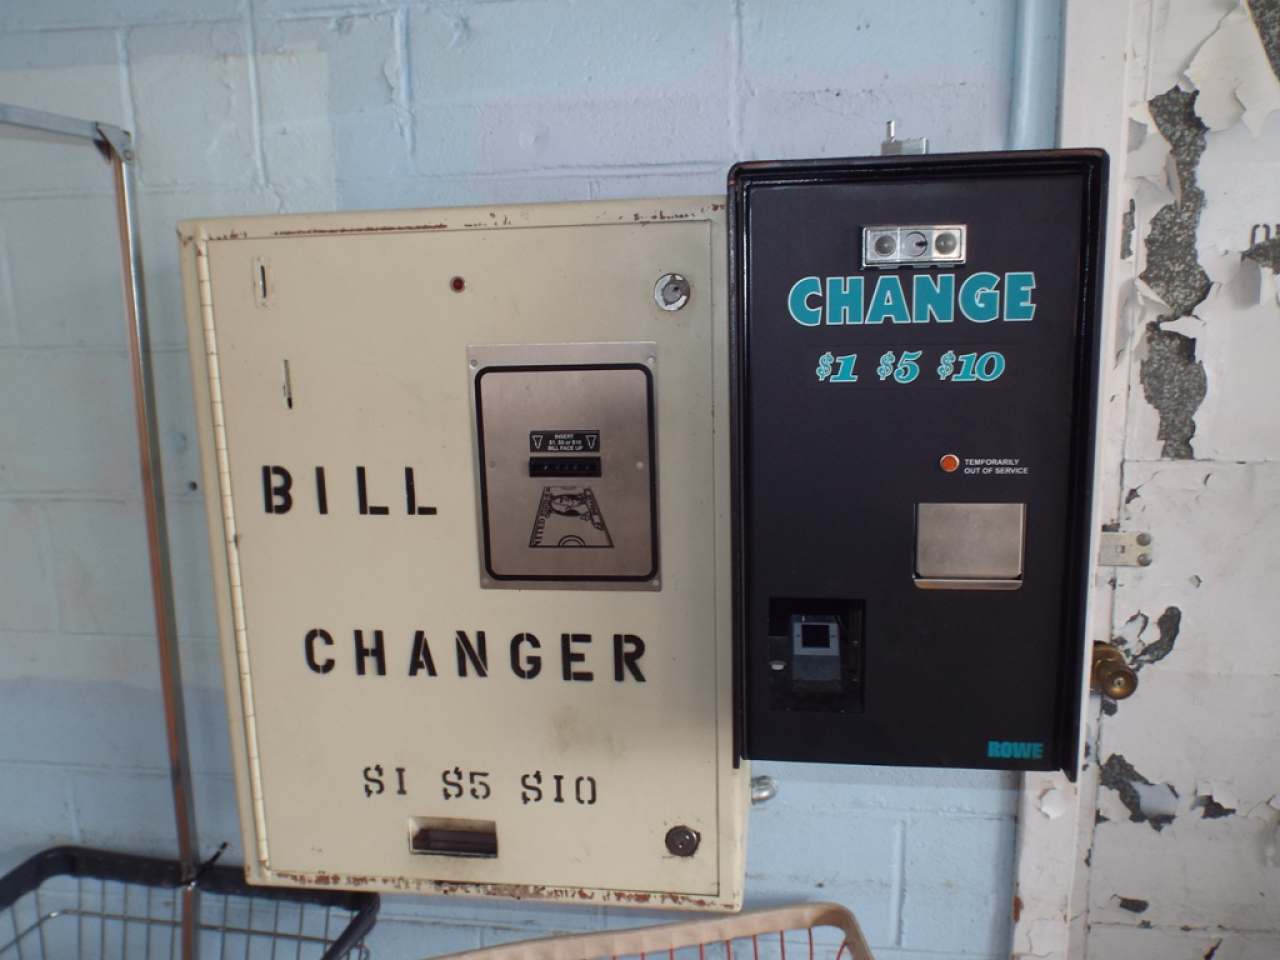 INSERT
$1, $5 or $10
BILL FACE UP
BILL
CHANGER
$1 $5 $10
CHANGE
$1 $5 $10
TEMPORARILY
OUT OF SERVICE
ROWE